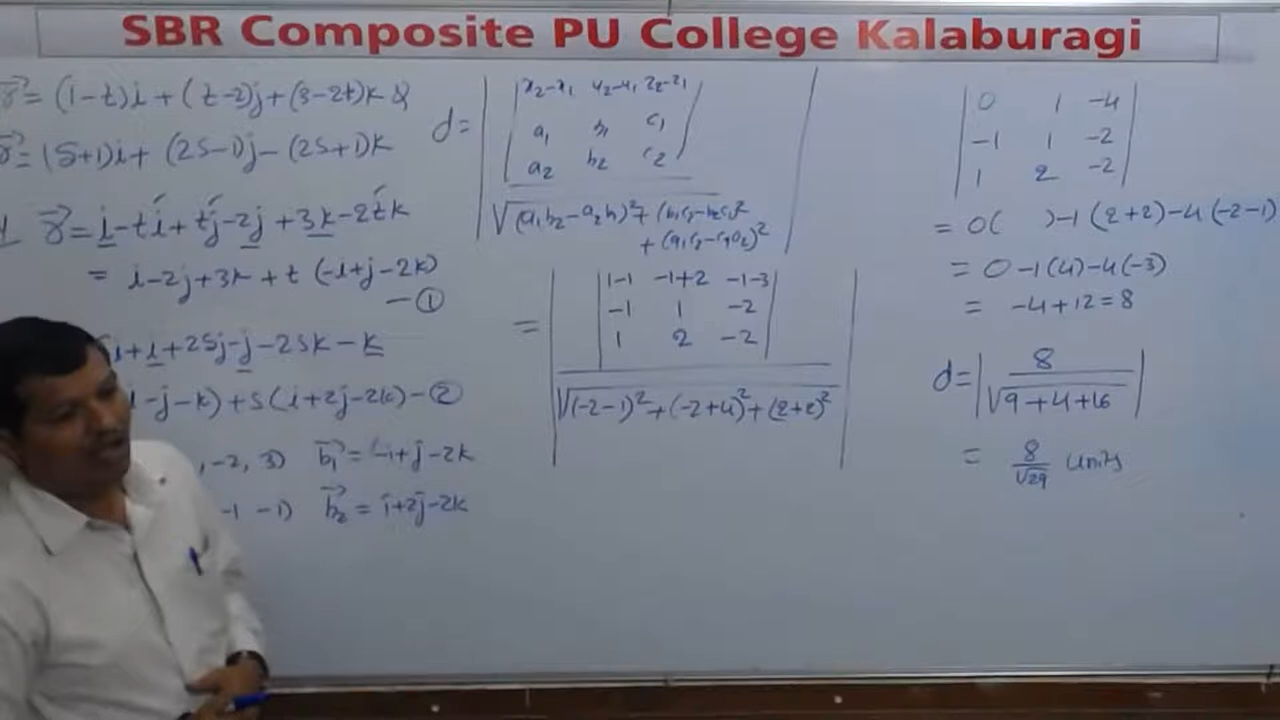 SBR Composite PU College Kalaburagi
r⃗ = (1-t)i + (t-2)j + (3-2t)k &
r⃗ = (S+1)i + (2S-1)j - (2S+1)k
r⃗ = i - ti + tj - 2j + 3k - 2tk
= i - 2j + 3k + t (-i + j - 2k)
— ①
i + i + 2Sj - j - 2Sk - k
i - j - k) + s(i + 2j - 2k) - ②
, -2, 3) b₁⃗ = -i + j - 2k
-1 -1) b₂⃗ = i + 2j - 2k
d = | | x₂-x₁ y₂-y₁ z₂-z₁ |
a₁ b₁ c₁
a₂ b₂ c₂
√(a₁b₂ - a₂b₁)² + (b₁c₂ - b₂c₁)²
= | 1-1 -1+2 -1-3 |
-1 1 -2
1 2 -2
√(-2-1)² + (-2+4)² + (2+2)²
| 0 1 -4 |
| -1 1 -2 |
| 1 2 -2 |
= 0( ) - 1 (2+2) - 4 (-2-1)
= 0 - 1(4) - 4(-3)
= -4 + 12 = 8
d = | 8
√9+4+16 |
= 8
√29 units